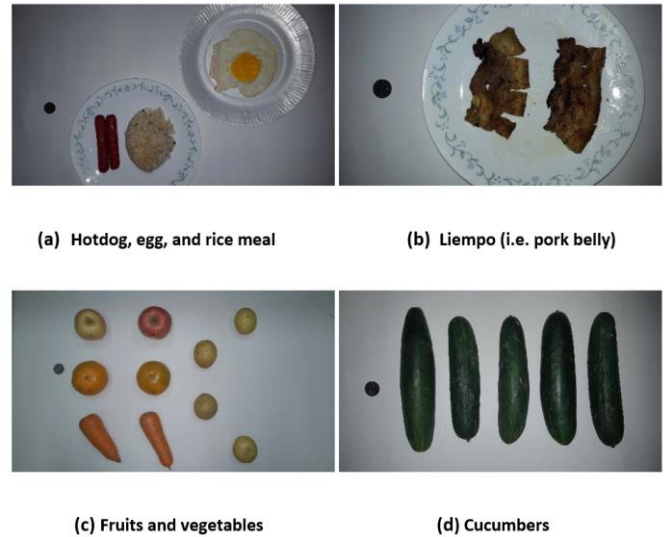 (a) Hotdog, egg, and rice meal
(b) Liempo (i.e. pork belly)
(c) Fruits and vegetables
(d) Cucumbers